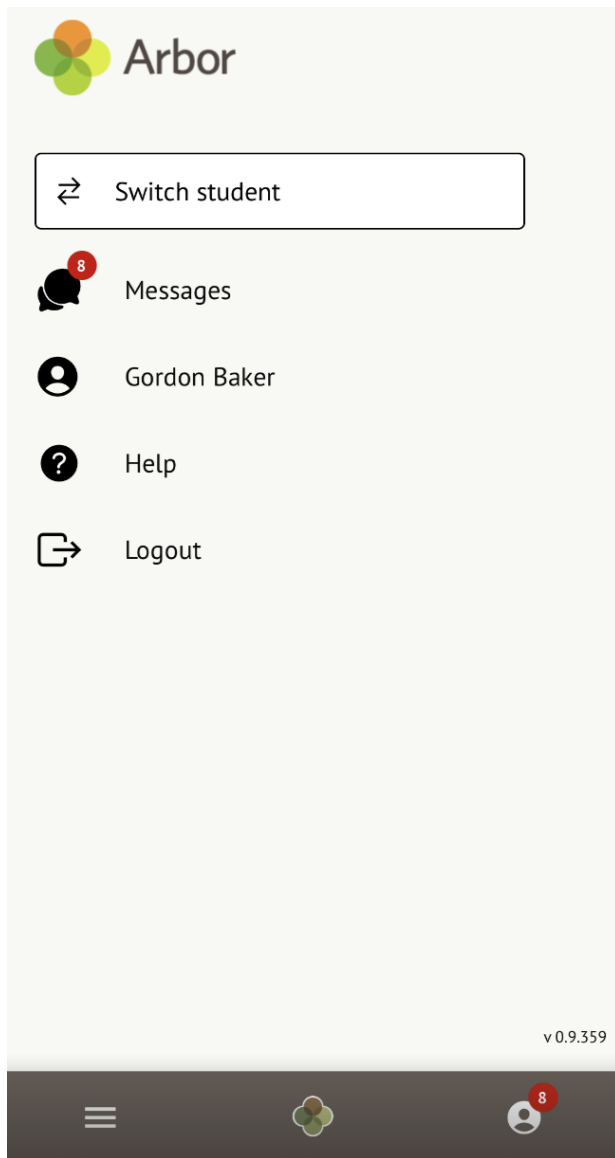 Arbor
Switch student
8
Messages
Gordon Baker
?
Help
Logout
v 0.9.359
8